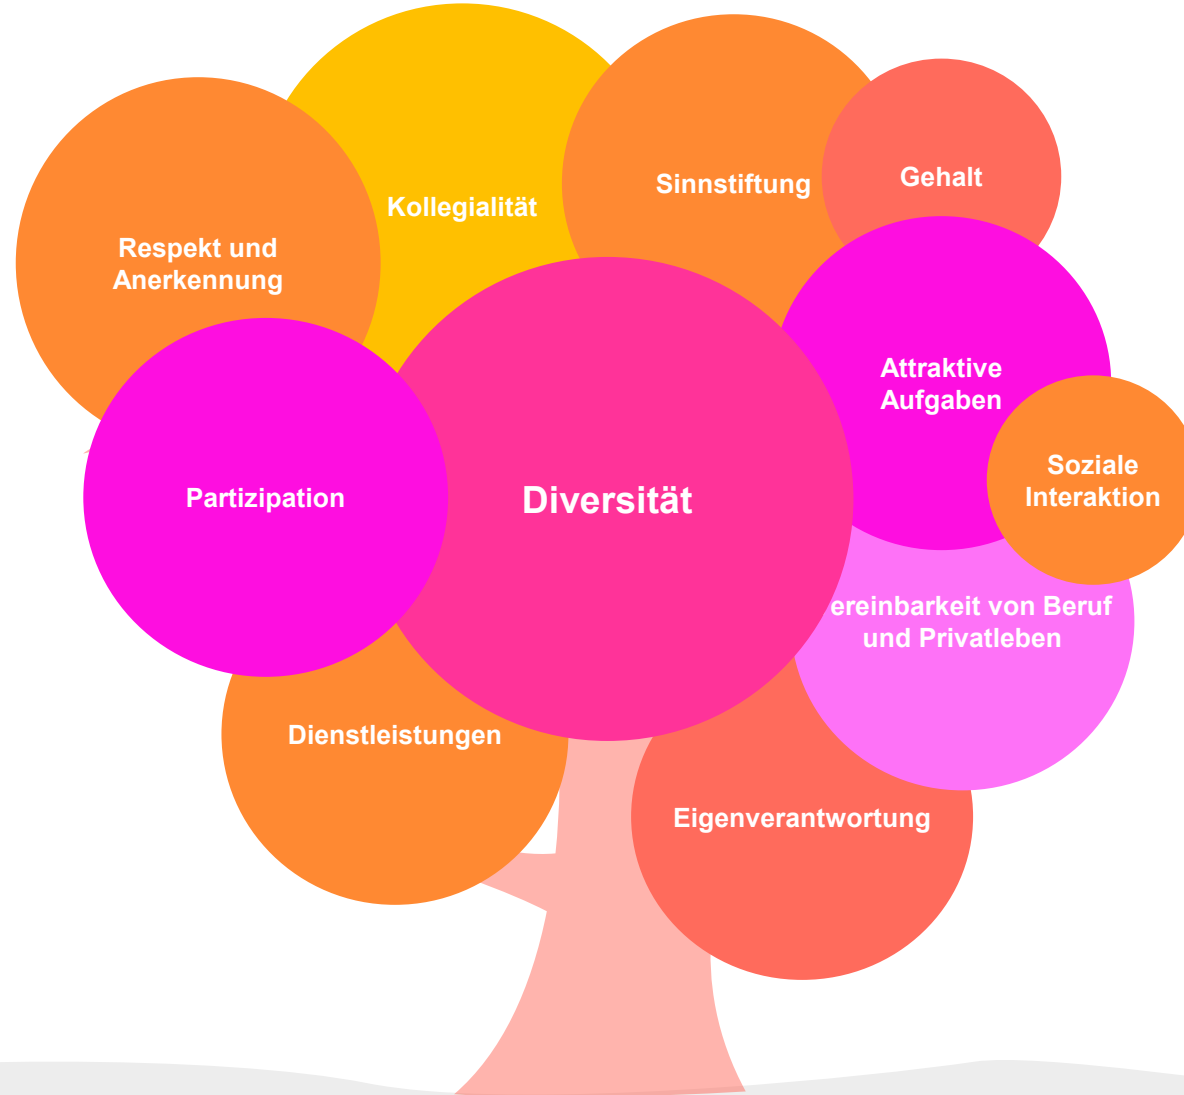 Kollegialität
Sinnstiftung
Gehalt
Respekt und
Anerkennung
Attraktive
Aufgaben
Soziale
Interaktion
Partizipation
Diversität
ereinbarkeit von Beruf
und Privatleben
Dienstleistungen
Eigenverantwortung